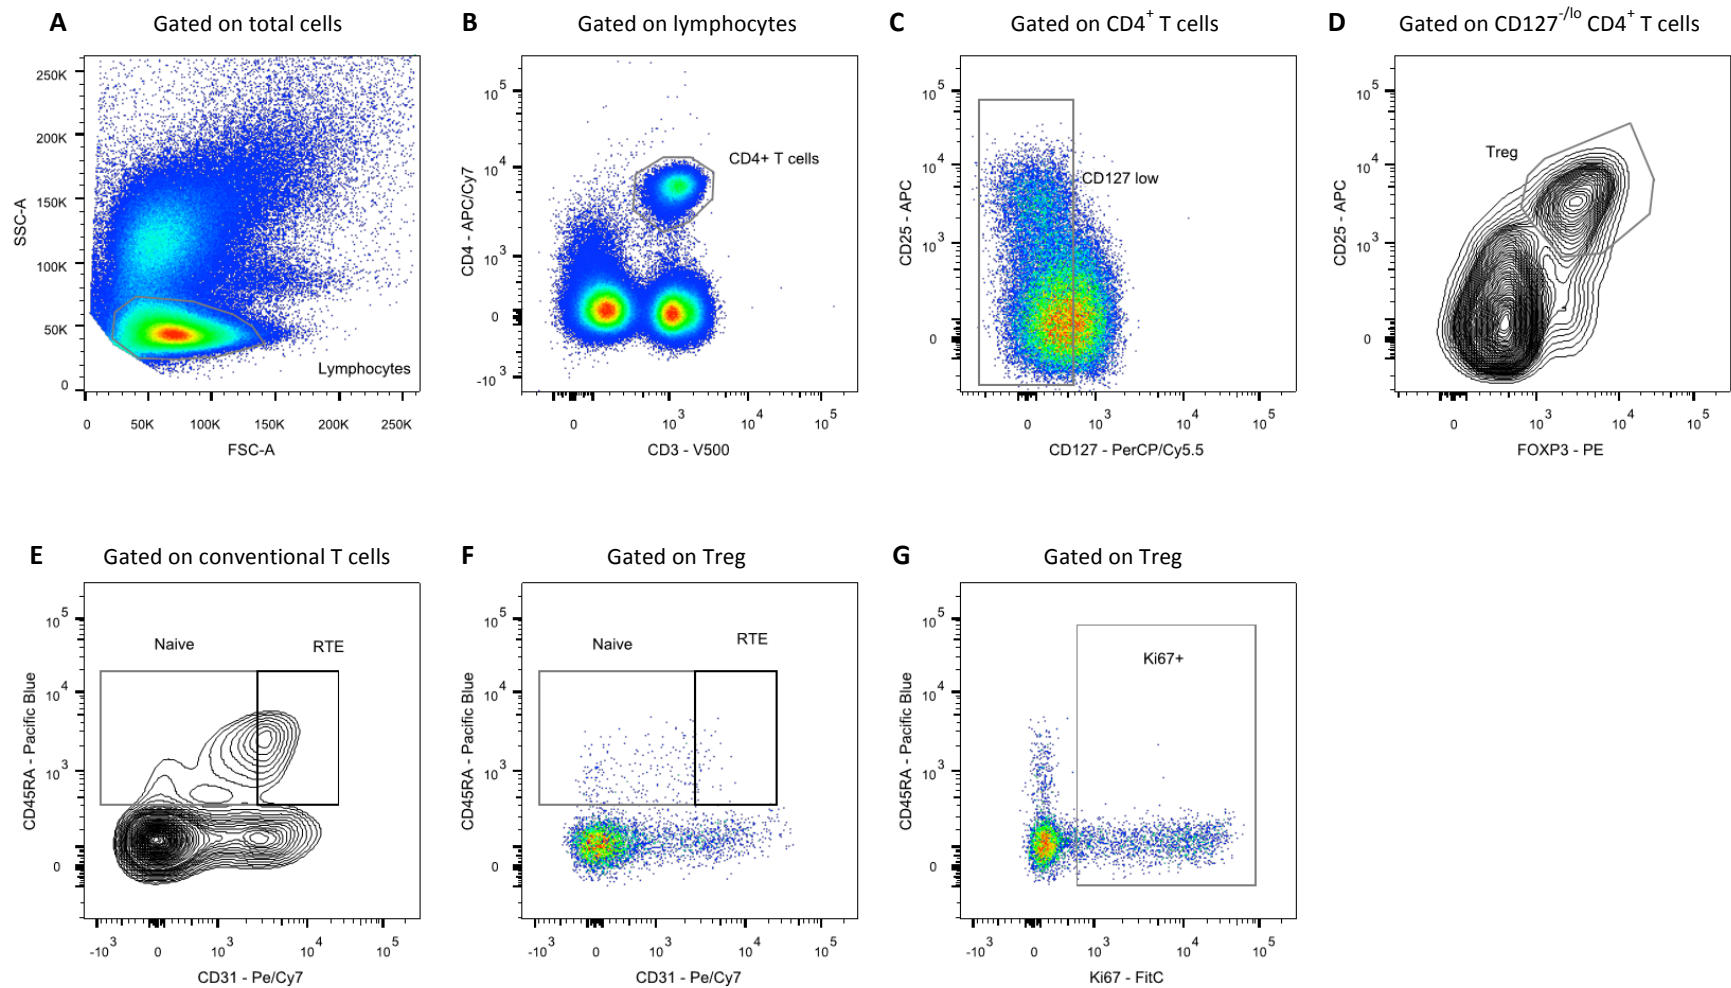 A Gated on total cells
250K
200K
150K
100K
50K
0
SSC-A
Lymphocytes
0 50K 100K 150K 200K 250K
FSC-A
B Gated on lymphocytes
10^5
10^4
10^3
0
-10^3
CD4 - APC/Cy7
CD4+ T cells
0 10^3 10^4 10^5
CD3 - V500
C Gated on CD4^+ T cells
10^5
10^4
10^3
0
CD25 - APC
CD127 low
0 10^3 10^4 10^5
CD127 - PerCP/Cy5.5
D Gated on CD127^-/lo CD4^+ T cells
10^5
10^4
10^3
0
CD25 - APC
Treg
0 10^3 10^4 10^5
FOXP3 - PE
E Gated on conventional T cells
10^5
10^4
10^3
0
CD45RA - Pacific Blue
Naive RTE
-10^3 0 10^3 10^4 10^5
CD31 - Pe/Cy7
F Gated on Treg
10^5
10^4
10^3
0
CD45RA - Pacific Blue
Naive RTE
-10^3 0 10^3 10^4 10^5
CD31 - Pe/Cy7
G Gated on Treg
10^5
10^4
10^3
0
CD45RA - Pacific Blue
Ki67+
-10^3 0 10^3 10^4 10^5
Ki67 - FitC